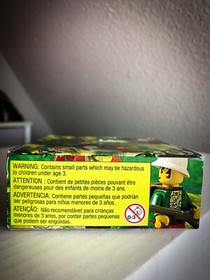 WARNING: Contains small parts which may be hazardous
to children under age 3.
ATTENTION : Contient de petites pièces pouvant être
dangereuses pour des enfants de moins de 3 ans.
ADVERTENCIA: Contiene partes pequeñas que podrían
ser peligrosas para niños menores de 3 años.
ATENÇÃO: Não recomendável para crianças
menores de 3 anos, por conter partes pequenas
que podem ser engolidas.